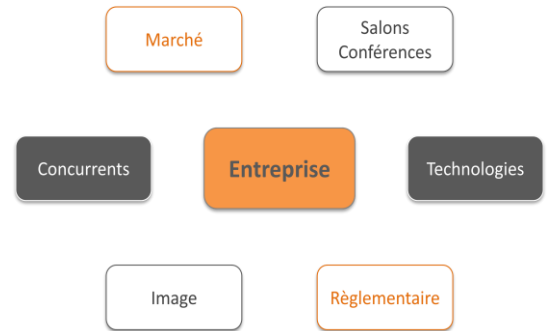 Marché
Salons
Conférences
Concurrents
Entreprise
Technologies
Image
Règlementaire